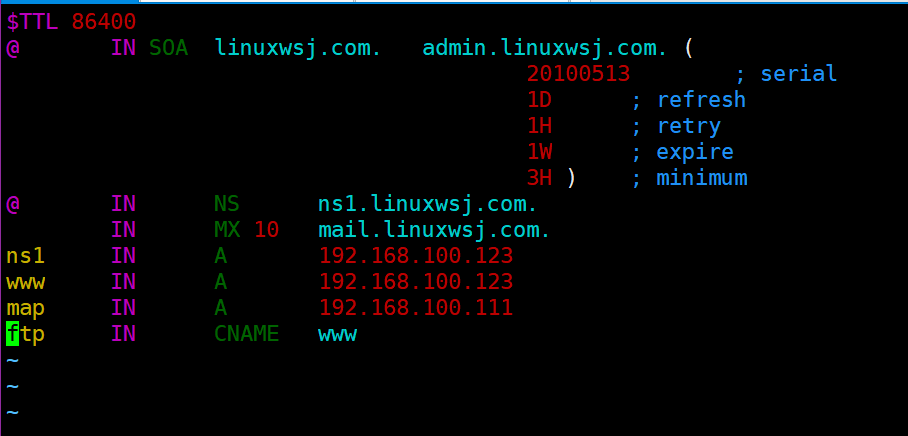 $TTL 86400
@ IN SOA linuxwsj.com. admin.linuxwsj.com. (
20100513 ; serial
1D ; refresh
1H ; retry
1W ; expire
3H ) ; minimum
@ IN NS ns1.linuxwsj.com.
IN MX 10 mail.linuxwsj.com.
ns1 IN A 192.168.100.123
www IN A 192.168.100.123
map IN A 192.168.100.111
ftp IN CNAME www
~
~
~